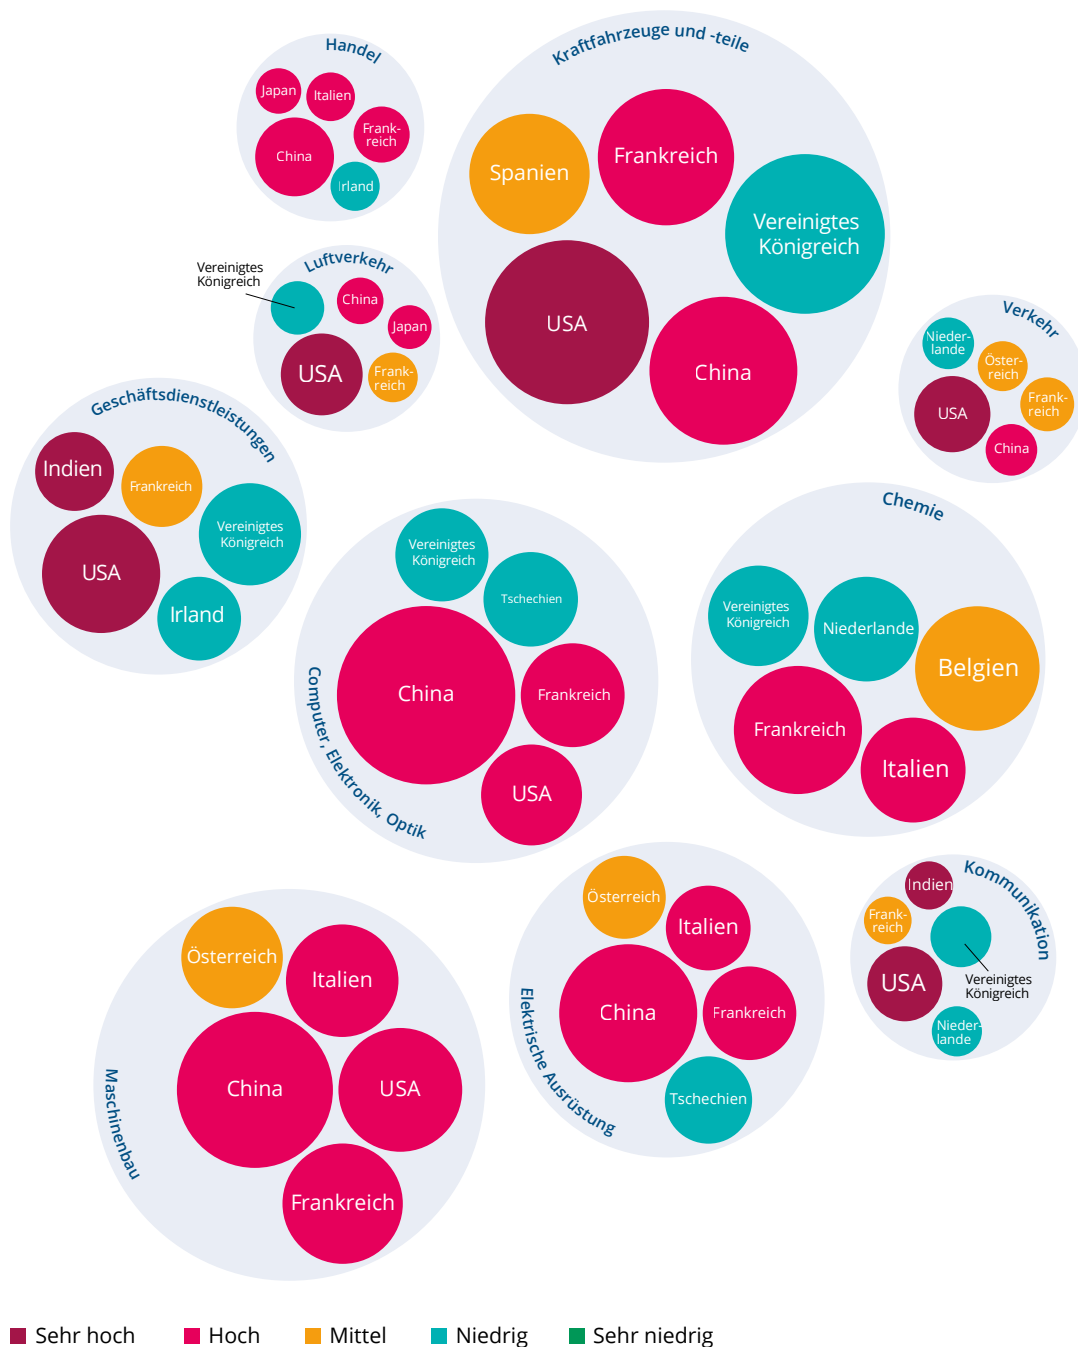 Handel
Japan
Italien
Frank-
reich
China
Irland
Kraftfahrzeuge und -teile
Spanien
Frankreich
Vereinigtes
Königreich
USA
China
Luftverkehr
Vereinigtes
Königreich
China
Japan
USA
Frank-
reich
Verkehr
Nieder-
lande
Öster-
reich
USA
Frank-
reich
China
Geschäftsdienstleistungen
Indien
Frankreich
Vereinigtes
Königreich
USA
Irland
Computer, Elektronik, Optik
Vereinigtes
Königreich
Tschechien
China
Frankreich
USA
Chemie
Vereinigtes
Königreich
Niederlande
Belgien
Frankreich
Italien
Maschinenbau
Österreich
Italien
China
USA
Frankreich
Elektrische Ausrüstung
Österreich
Italien
China
Frankreich
Tschechien
Kommunikation
Indien
Frank-
reich
USA
Vereinigtes
Königreich
Nieder-
lande
Sehr hoch
Hoch
Mittel
Niedrig
Sehr niedrig